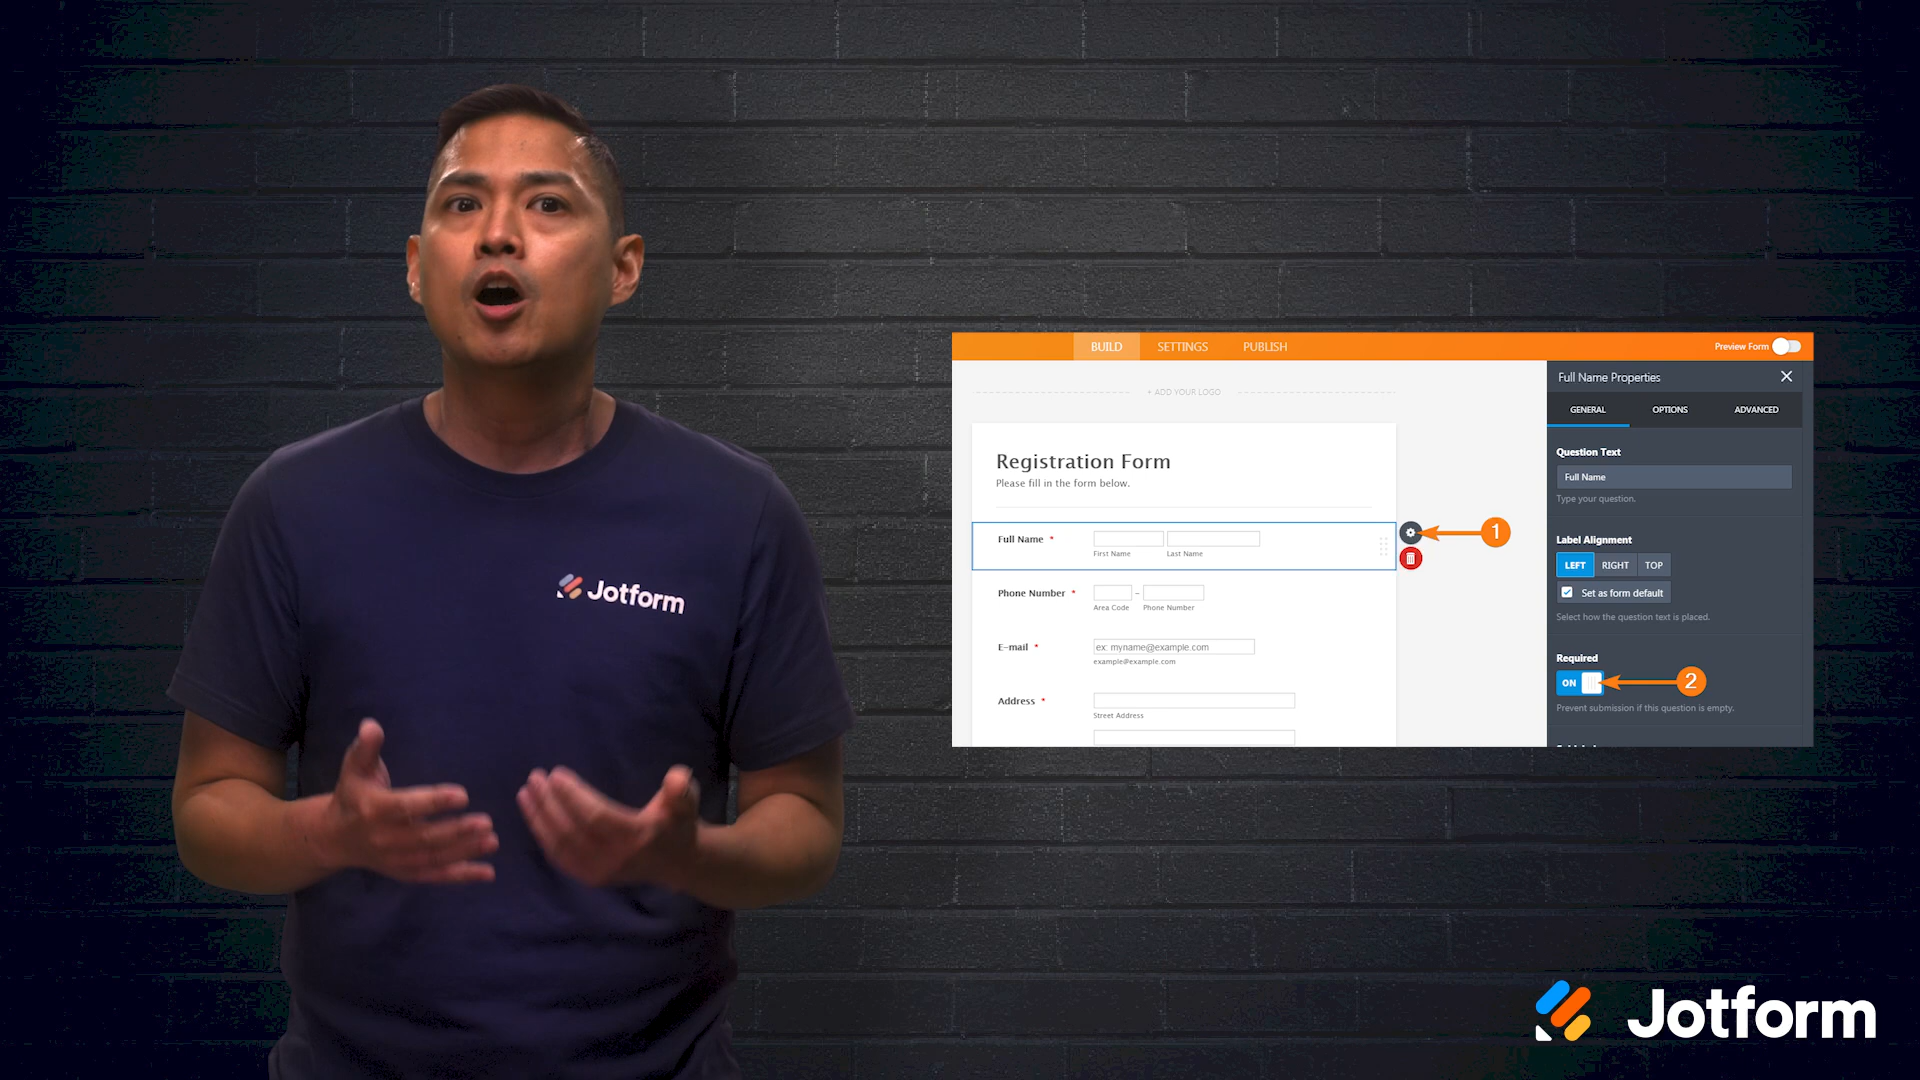 Jotform
BUILD SETTINGS PUBLISH
Preview Form
+ ADD YOUR LOGO
Registration Form
Please fill in the form below.
Full Name *
First Name Last Name
1
Phone Number *
-
Area Code Phone Number
E-mail *
ex: myname@example.com
example@example.com
Address *
Street Address
Full Name Properties
GENERAL OPTIONS ADVANCED
Question Text
Full Name
Type your question.
Label Alignment
LEFT RIGHT TOP
Set as form default
Select how the question text is placed.
Required
ON
2
Prevent submission if this question is empty.
Jotform